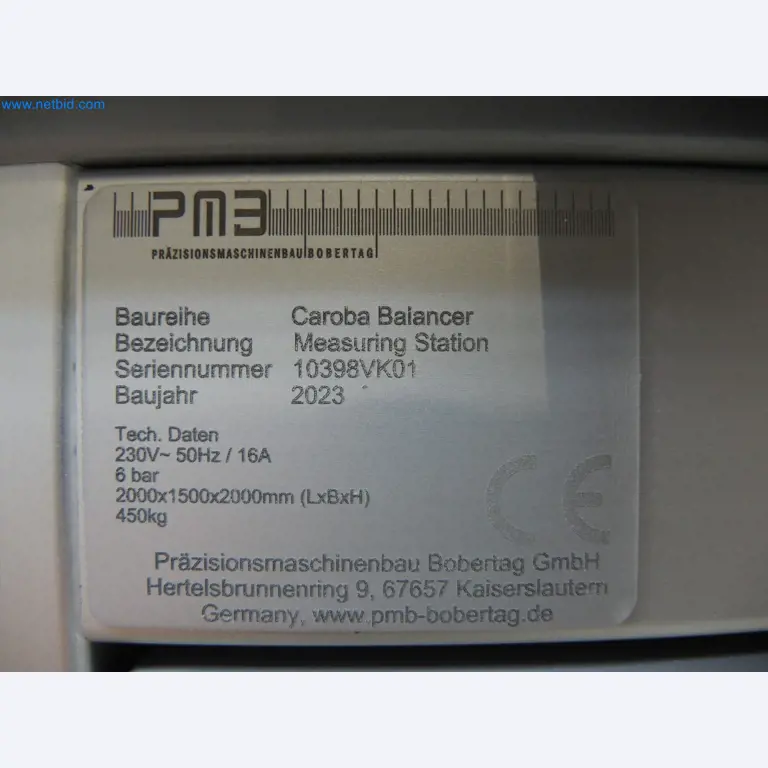 www.netbid.com
PMB
PRÄZISIONSMASCHINENBAU BOBERTAG
Baureihe Caroba Balancer
Bezeichnung Measuring Station
Seriennummer 10398VK01
Baujahr 2023
Tech. Daten
230V~ 50Hz / 16A
6 bar
2000x1500x2000mm (LxBxH)
450kg
CE
Präzisionsmaschinenbau Bobertag GmbH
Hertelsbrunnenring 9, 67657 Kaiserslautern
Germany, www.pmb-bobertag.de